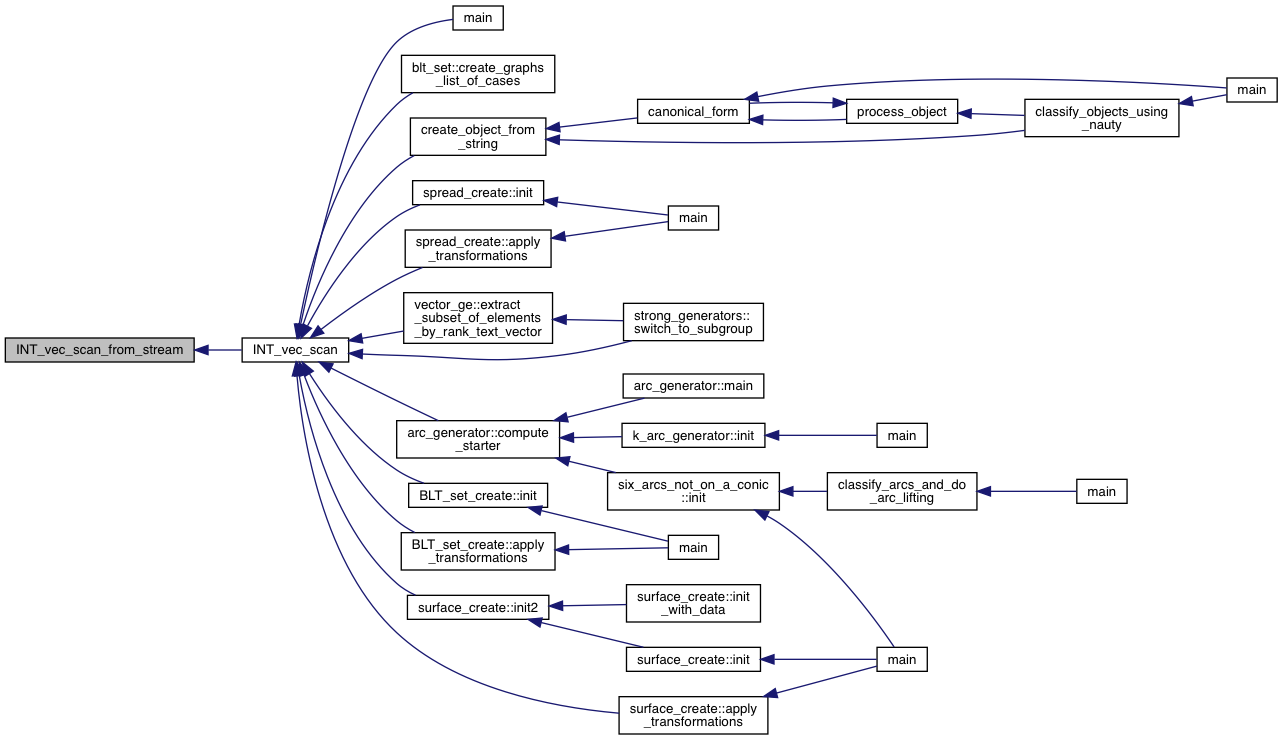 main
blt_set::create_graphs
_list_of_cases
main
canonical_form
process_object
classify_objects_using
_nauty
create_object_from
_string
spread_create::init
main
spread_create::apply
_transformations
vector_ge::extract
_subset_of_elements
_by_rank_text_vector
strong_generators::
switch_to_subgroup
INT_vec_scan_from_stream
INT_vec_scan
arc_generator::main
arc_generator::compute
_starter
k_arc_generator::init
main
six_arcs_not_on_a_conic
::init
classify_arcs_and_do
_arc_lifting
main
BLT_set_create::init
BLT_set_create::apply
_transformations
main
surface_create::init2
surface_create::init
_with_data
surface_create::init
main
surface_create::apply
_transformations